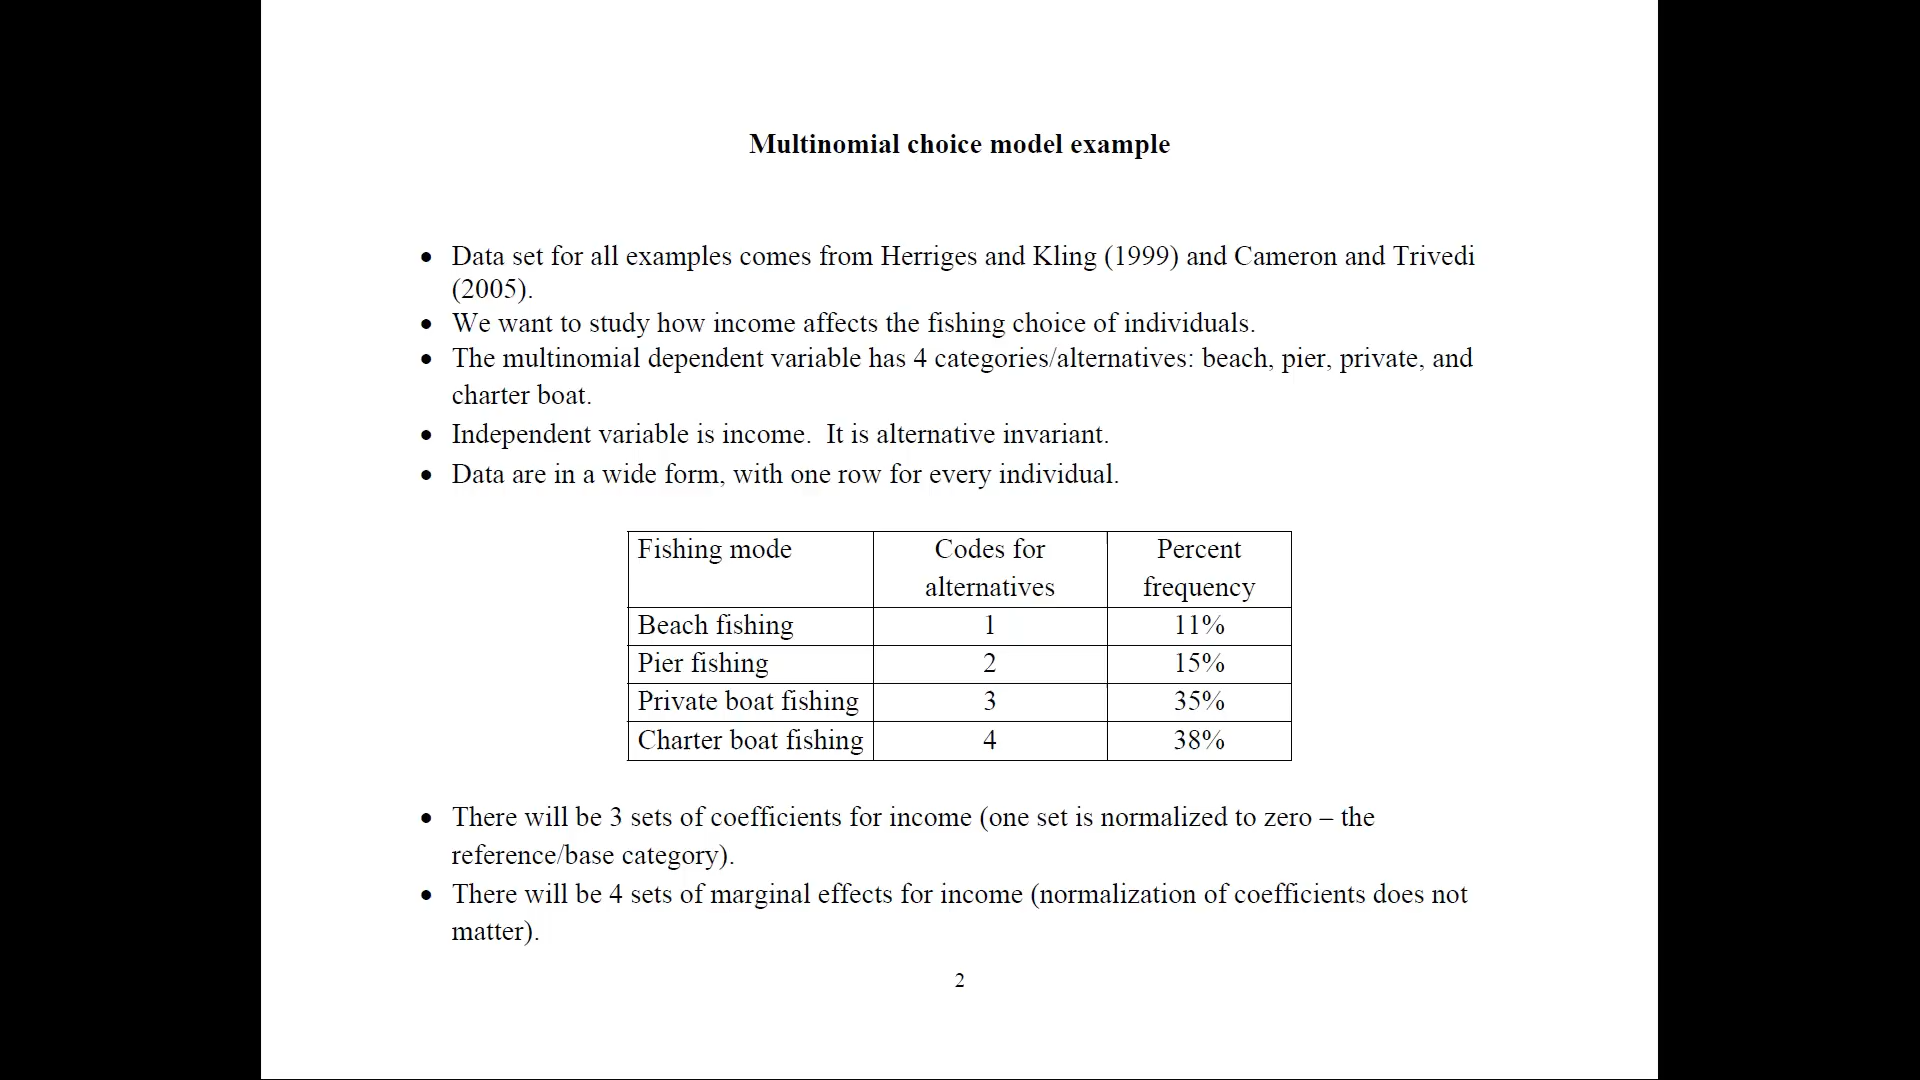 Multinomial choice model example
• Data set for all examples comes from Herriges and Kling (1999) and Cameron and Trivedi
(2005).
• We want to study how income affects the fishing choice of individuals.
• The multinomial dependent variable has 4 categories/alternatives: beach, pier, private, and
charter boat.
• Independent variable is income.  It is alternative invariant.
• Data are in a wide form, with one row for every individual.
Fishing mode Codes for Percent
alternatives frequency
Beach fishing 1 11%
Pier fishing 2 15%
Private boat fishing 3 35%
Charter boat fishing 4 38%
• There will be 3 sets of coefficients for income (one set is normalized to zero – the
reference/base category).
• There will be 4 sets of marginal effects for income (normalization of coefficients does not
matter).
2